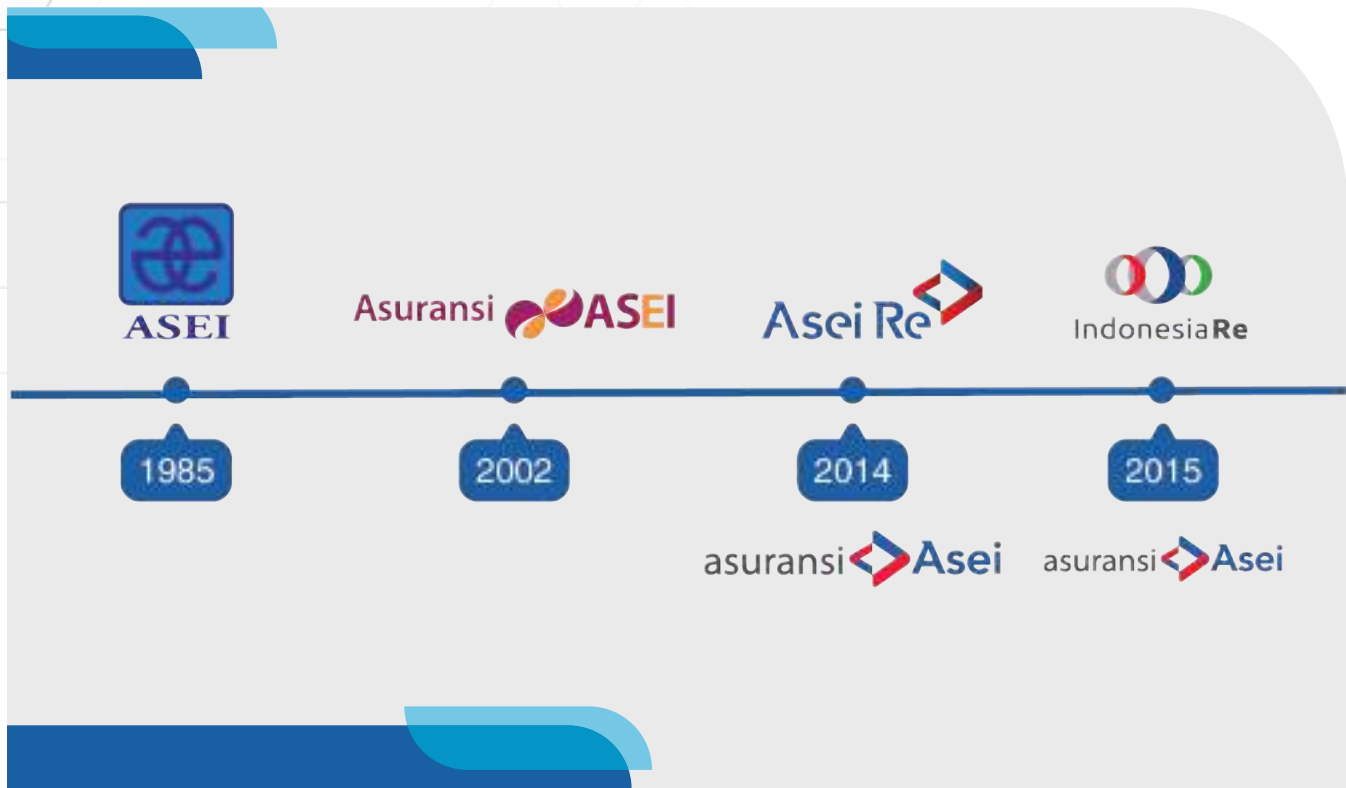 ASEI
Asuransi ASEI
Asei Re
IndonesiaRe
1985
2002
2014
2015
asuransi Asei
asuransi Asei